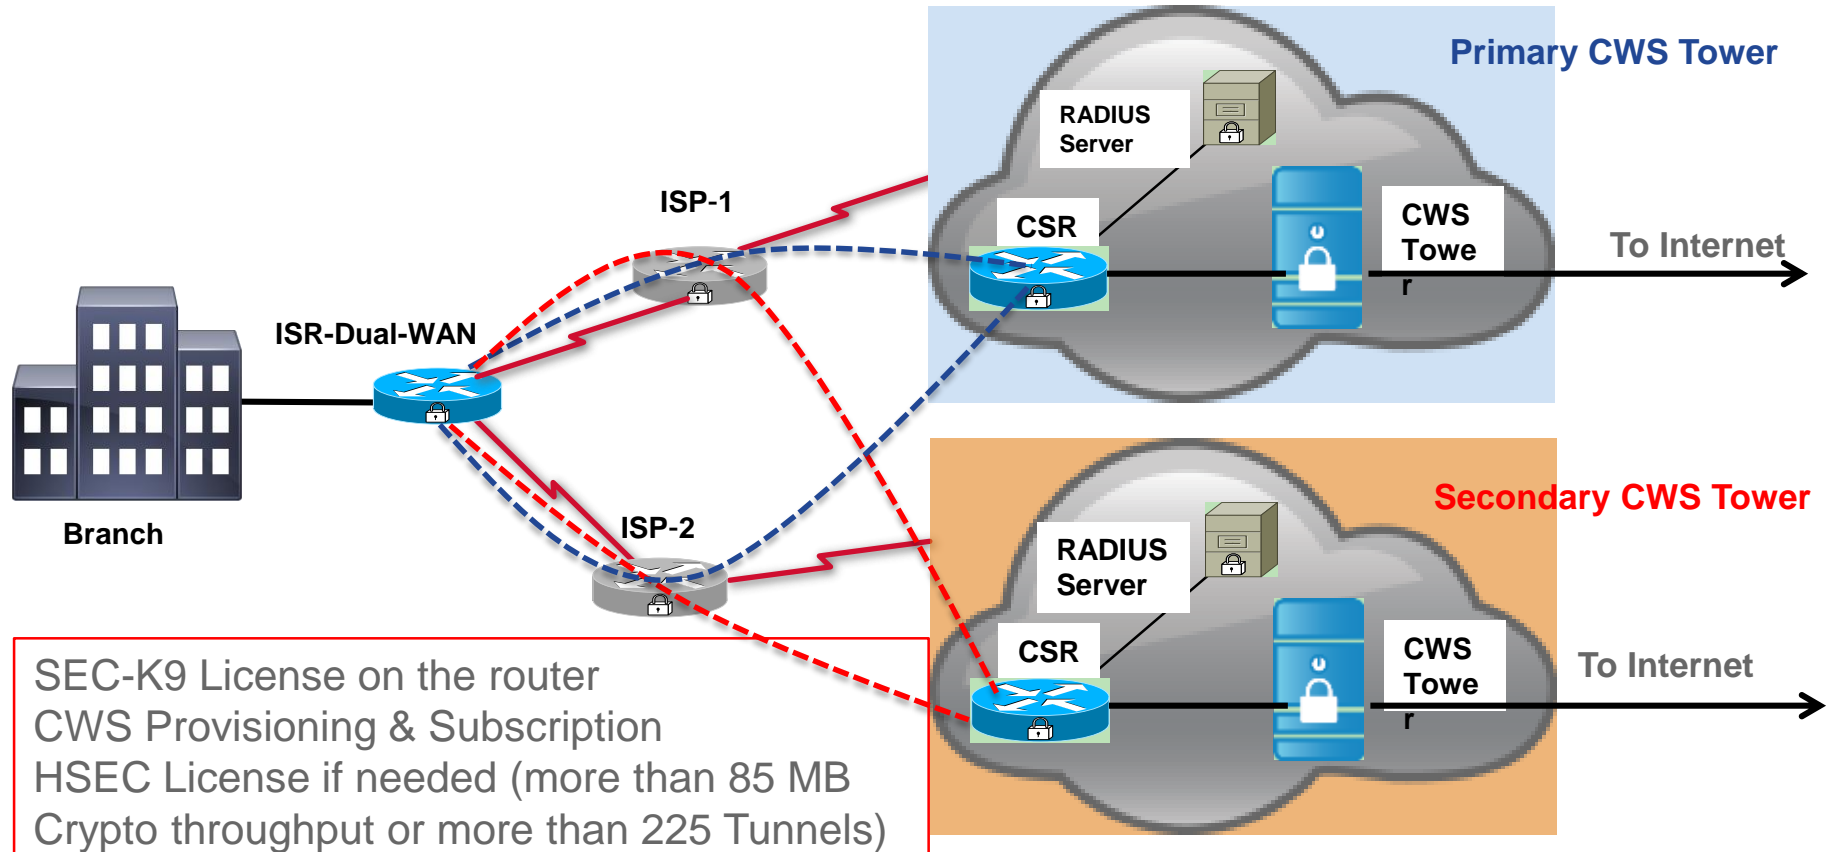 Primary CWS Tower
RADIUS
Server
ISP-1
CSR
CWS
Towe
r
To Internet
ISR-Dual-WAN
Branch
ISP-2
Secondary CWS Tower
RADIUS
Server
CSR
CWS
Towe
r
To Internet
SEC-K9 License on the router
CWS Provisioning & Subscription
HSEC License if needed (more than 85 MB
Crypto throughput or more than 225 Tunnels)